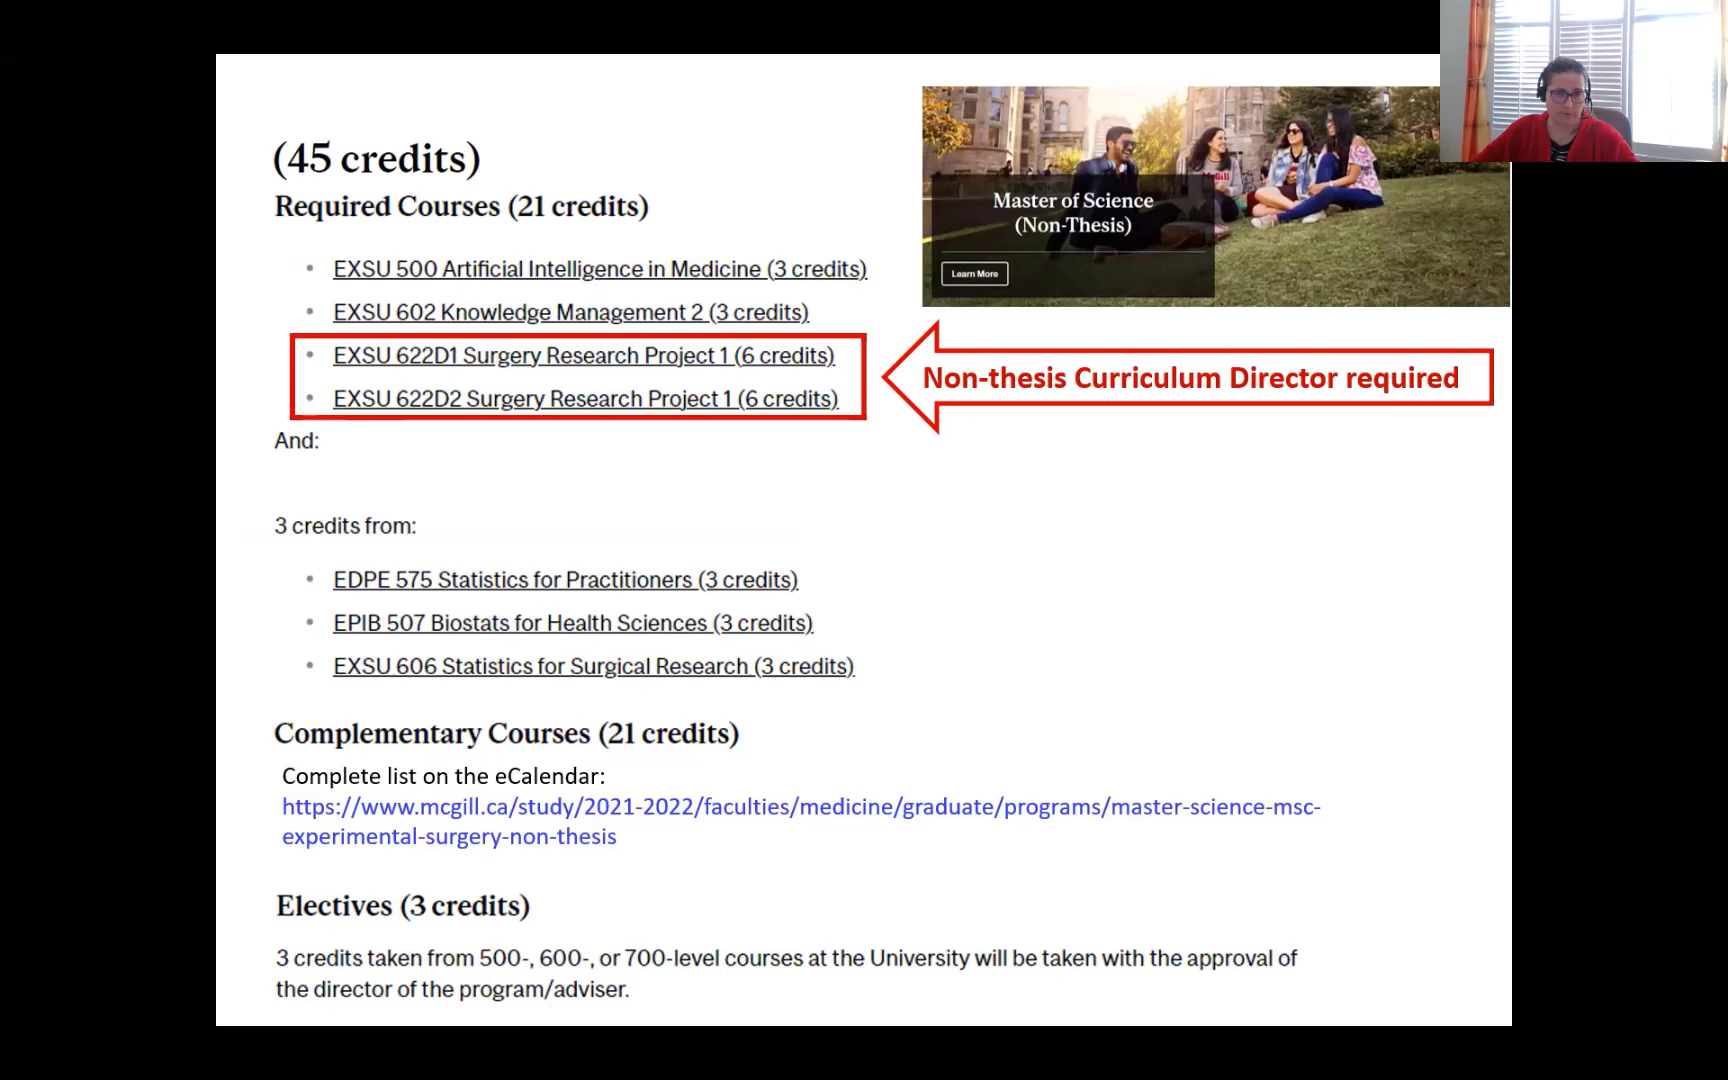 (45 credits)
Required Courses (21 credits)
EXSU 500 Artificial Intelligence in Medicine (3 credits)
EXSU 602 Knowledge Management 2 (3 credits)
EXSU 622D1 Surgery Research Project 1 (6 credits)
EXSU 622D2 Surgery Research Project 1 (6 credits)
And:
McGill
Master of Science
(Non-Thesis)
Learn More
Non-thesis Curriculum Director required
3 credits from:
EDPE 575 Statistics for Practitioners (3 credits)
EPIB 507 Biostats for Health Sciences (3 credits)
EXSU 606 Statistics for Surgical Research (3 credits)
Complementary Courses (21 credits)
Complete list on the eCalendar:
https://www.mcgill.ca/study/2021-2022/faculties/medicine/graduate/programs/master-science-msc-
experimental-surgery-non-thesis
Electives (3 credits)
3 credits taken from 500-, 600-, or 700-level courses at the University will be taken with the approval of
the director of the program/adviser.